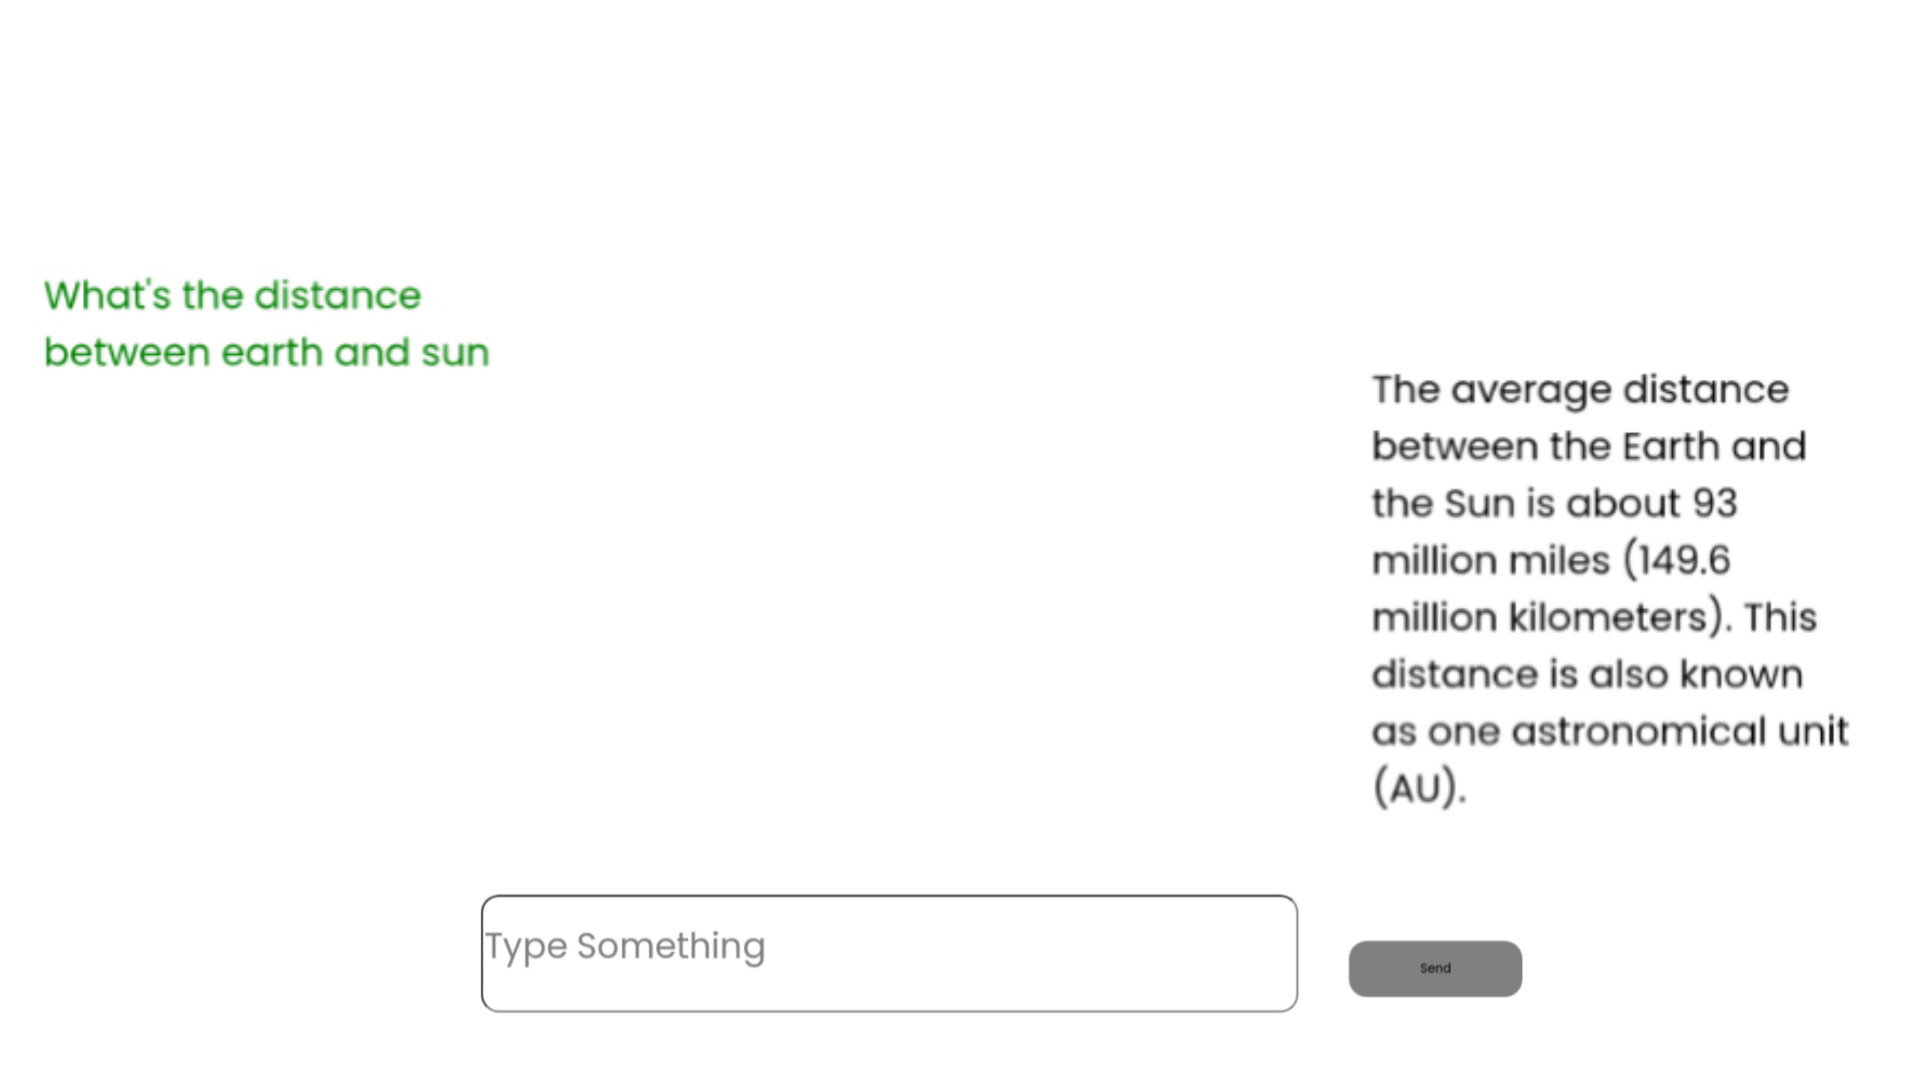 What's the distance
between earth and sun
The average distance
between the Earth and
the Sun is about 93
million miles (149.6
million kilometers). This
distance is also known
as one astronomical unit
(AU).
Type Something
Send